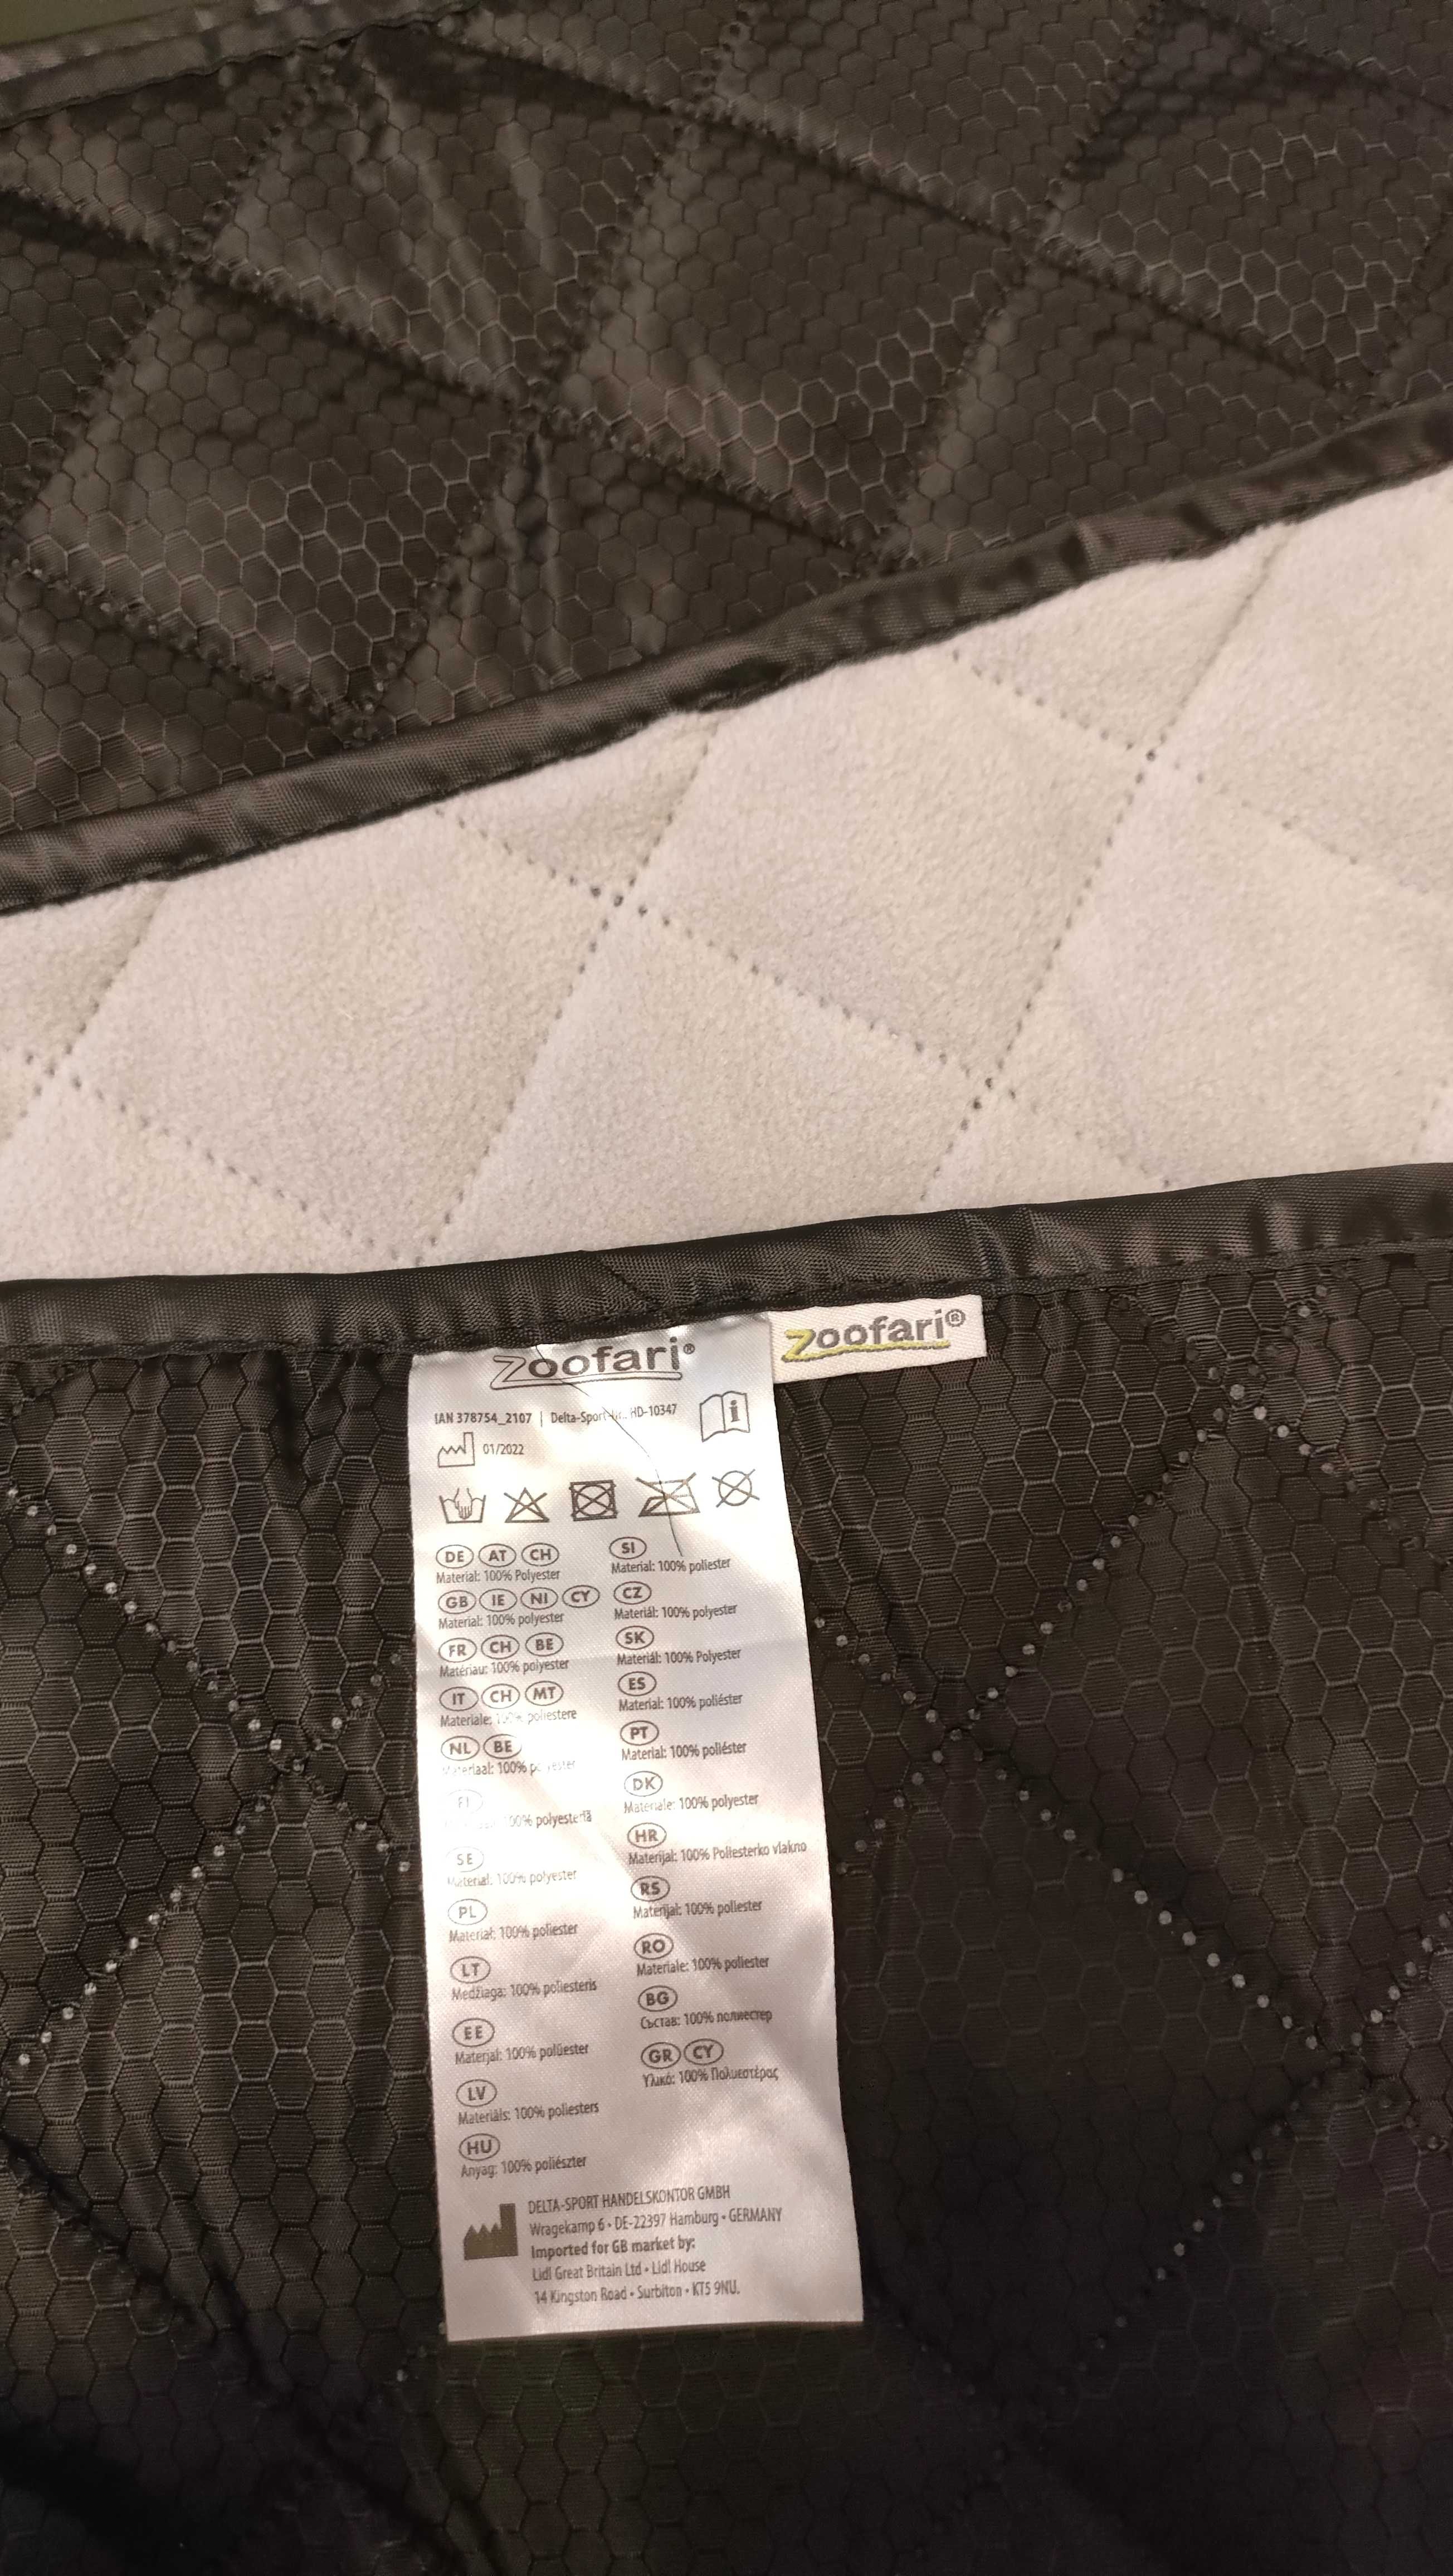 Zoofari®
Zoofari®
IAN 378754_2107 | Delta-Sport-Nr.: HD-10347
i
01/2022
DE AT CH
Material: 100% Polyester
GB IE NI CY
Material: 100% polyester
FR CH BE
Matériau: 100% polyester
IT CH MT
Materiale: 100% poliestere
NL BE
Materiaal: 100% polyester
FI
100% polyesteriä
SE
Material: 100% polyester
PL
Materiał: 100% poliester
LT
Medžiaga: 100% poliesteris
EE
Materjal: 100% polüester
LV
Materiāls: 100% poliesters
HU
Anyag: 100% poliészter
SI
Material: 100% poliester
CZ
Materiál: 100% polyester
SK
Materiál: 100% Polyester
ES
Material: 100% poliéster
PT
Material: 100% poliéster
DK
Materiale: 100% polyester
HR
Materijal: 100% Poliestersko vlakno
RS
Materijal: 100% poliester
RO
Materiale: 100% poliester
BG
Състав: 100% полиестер
GR CY
Υλικό: 100% Πολυεστέρας
DELTA-SPORT HANDELSKONTOR GMBH
Wragekamp 6 • DE-22397 Hamburg • GERMANY
Imported for GB market by:
Lidl Great Britain Ltd • Lidl House
14 Kingston Road • Surbiton • KT5 9NU.